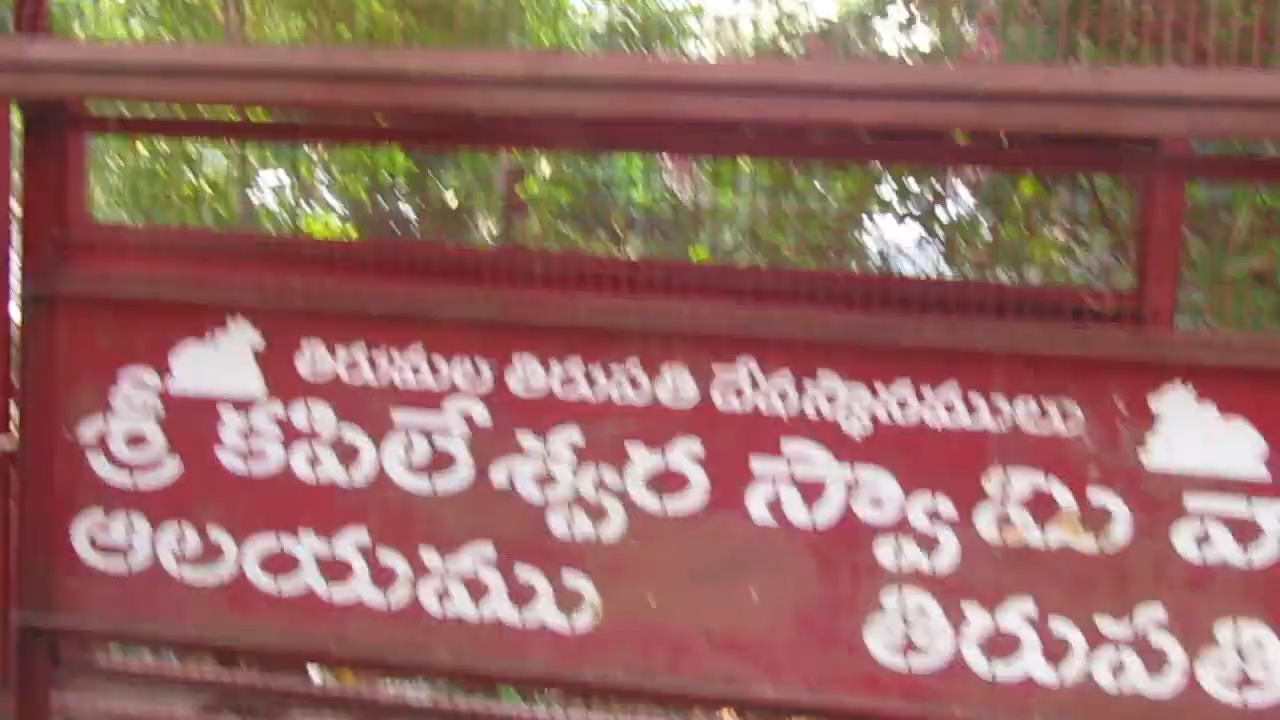 తిరుమల తిరుపతి దేవస్థానములు
శ్రీ కపిలేశ్వర స్వామి వా
ఆలయము తిరుపతి